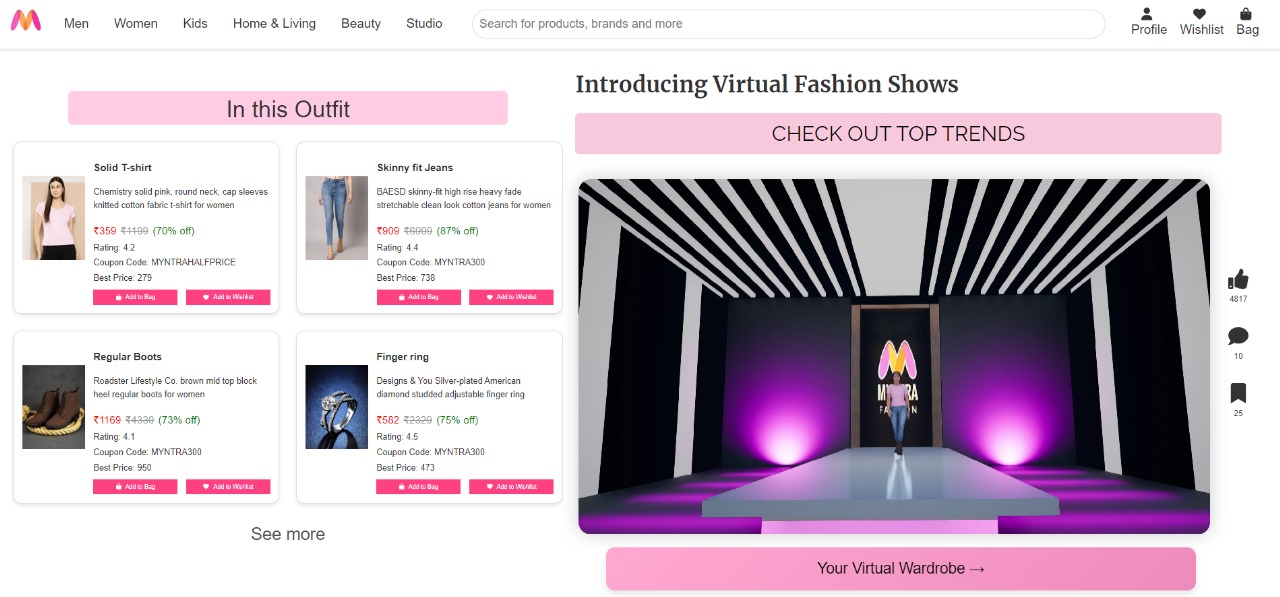 Men Women Kids Home & Living Beauty Studio Search for products, brands and more Profile Wishlist Bag
In this Outfit
Solid T-shirt
Chemistry solid pink, round neck, cap sleeves
knitted cotton fabric t-shirt for women
₹359 ₹1199 (70% off)
Rating: 4.2
Coupon Code: MYNTRAHALFPRICE
Best Price: 279
Add to Bag Add to Wishlist
Skinny fit Jeans
BAESD skinny-fit high rise heavy fade
stretchable clean look cotton jeans for women
₹909 ₹6999 (87% off)
Rating: 4.4
Coupon Code: MYNTRA300
Best Price: 738
Add to Bag Add to Wishlist
Regular Boots
Roadster Lifestyle Co. brown mid top block
heel regular boots for women
₹1169 ₹4330 (73% off)
Rating: 4.1
Coupon Code: MYNTRA300
Best Price: 950
Add to Bag Add to Wishlist
Finger ring
Designs & You Silver-plated American
diamond studded adjustable finger ring
₹582 ₹2329 (75% off)
Rating: 4.5
Coupon Code: MYNTRA300
Best Price: 473
Add to Bag Add to Wishlist
See more
Introducing Virtual Fashion Shows
CHECK OUT TOP TRENDS
4817
10
25
Your Virtual Wardrobe →